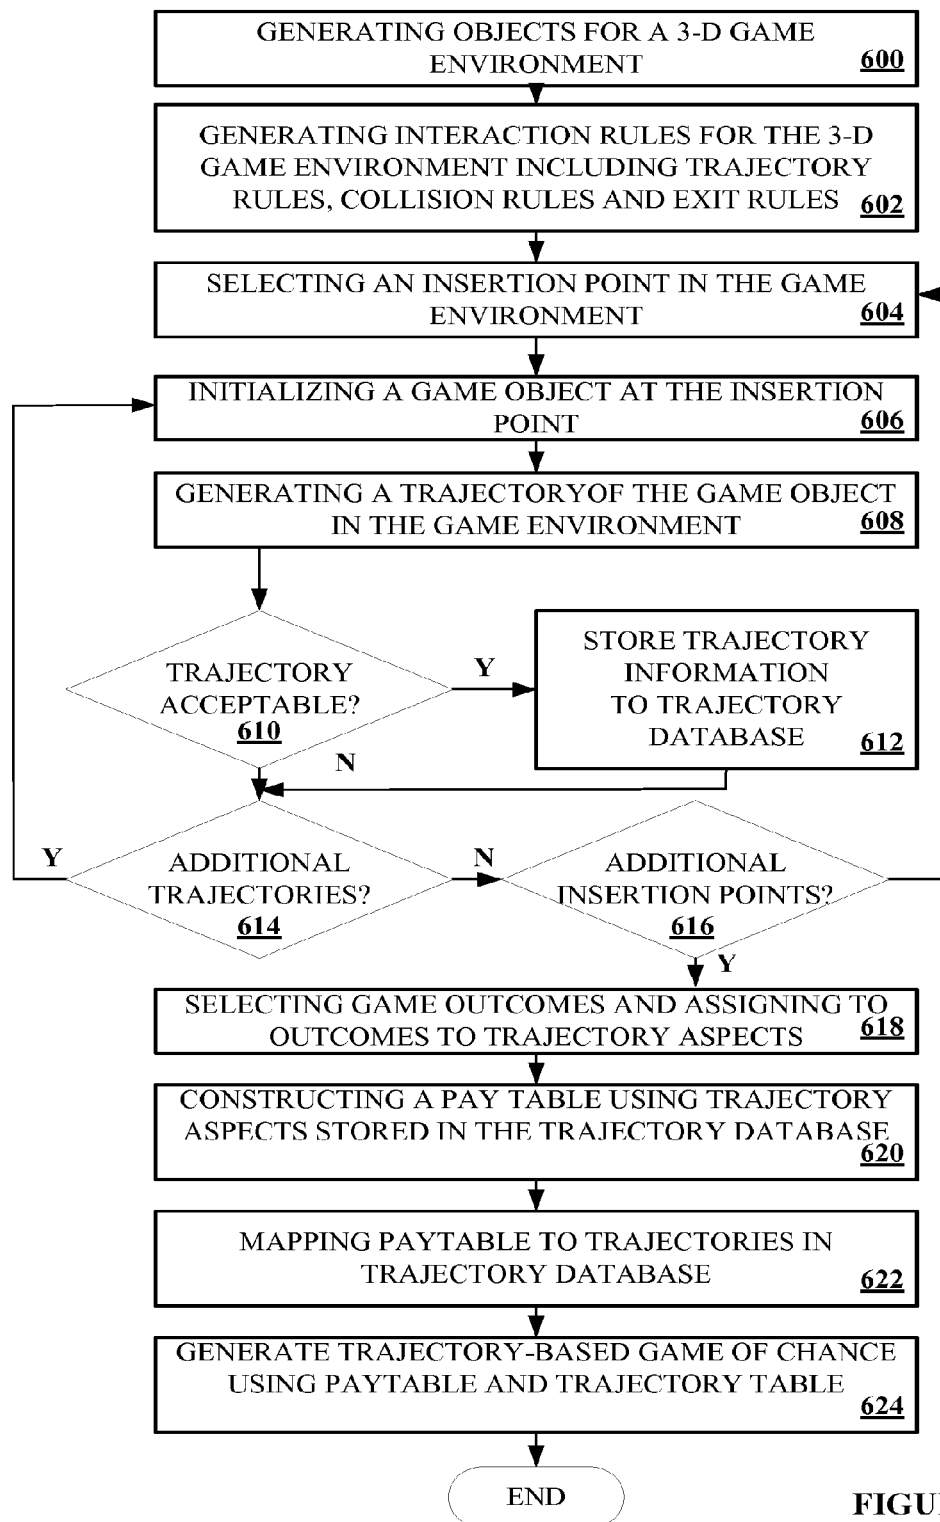 GENERATING OBJECTS FOR A 3-D GAME
ENVIRONMENT
600
GENERATING INTERACTION RULES FOR THE 3-D
GAME ENVIRONMENT INCLUDING TRAJECTORY
RULES, COLLISION RULES AND EXIT RULES
602
SELECTING AN INSERTION POINT IN THE GAME
ENVIRONMENT
604
INITIALIZING A GAME OBJECT AT THE INSERTION
POINT
606
GENERATING A TRAJECTORYOF THE GAME OBJECT
IN THE GAME ENVIRONMENT
608
TRAJECTORY
ACCEPTABLE?
610
Y
STORE TRAJECTORY
INFORMATION
TO TRAJECTORY
DATABASE
612
N
Y
ADDITIONAL
TRAJECTORIES?
614
N
ADDITIONAL
INSERTION POINTS?
616
Y
SELECTING GAME OUTCOMES AND ASSIGNING TO
OUTCOMES TO TRAJECTORY ASPECTS
618
CONSTRUCTING A PAY TABLE USING TRAJECTORY
ASPECTS STORED IN THE TRAJECTORY DATABASE
620
MAPPING PAYTABLE TO TRAJECTORIES IN
TRAJECTORY DATABASE
622
GENERATE TRAJECTORY-BASED GAME OF CHANCE
USING PAYTABLE AND TRAJECTORY TABLE
624
END